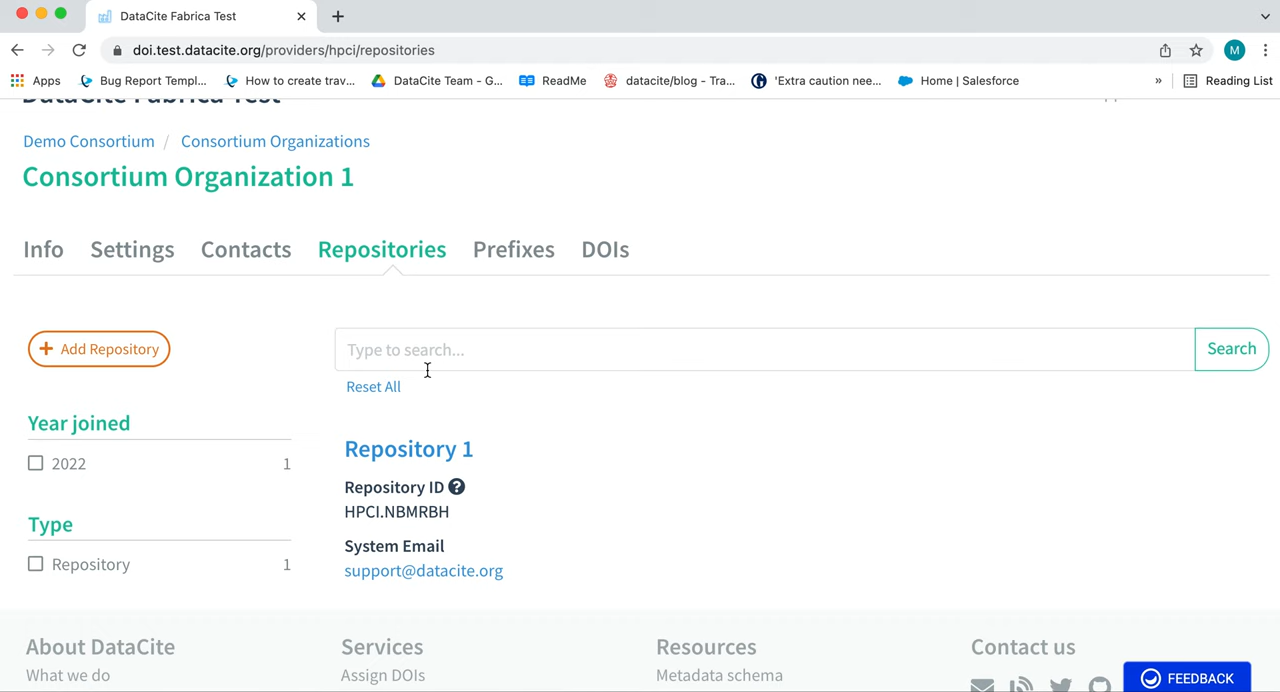 DataCite Fabrica Test
doi.test.datacite.org/providers/hpci/repositories
M
Apps
Bug Report Templ...
How to create trav...
DataCite Team - G...
ReadMe
datacite/blog - Tra...
'Extra caution nee...
Home | Salesforce
»
Reading List
DataCite Fabrica Test
Demo Consortium / Consortium Organizations
Consortium Organization 1
Info Settings Contacts Repositories Prefixes DOIs
+ Add Repository
Type to search...
Search
Reset All
Year joined
2022 1
Type
Repository 1
Repository 1
Repository ID ?
HPCI.NBMRBH
System Email
support@datacite.org
About DataCite
What we do
Services
Assign DOIs
Resources
Metadata schema
Contact us
FEEDBACK